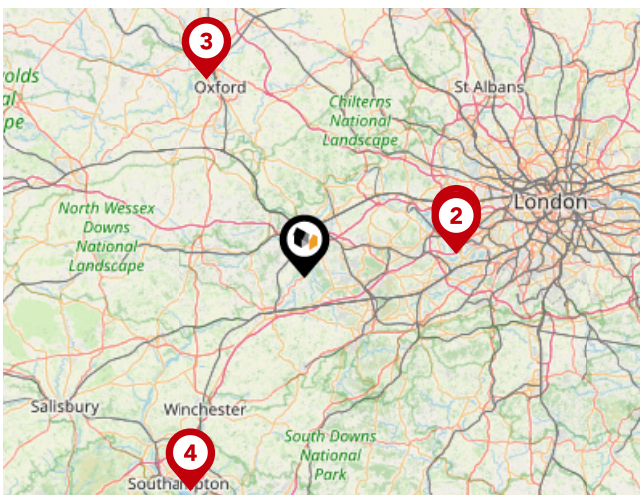 3
Oxford
St Albans
olds
al
pe
Chilterns
National
Landscape
North Wessex
Downs
National
Landscape
2
London
Salisbury
Winchester
4
Southampton
South Downs
National
Park